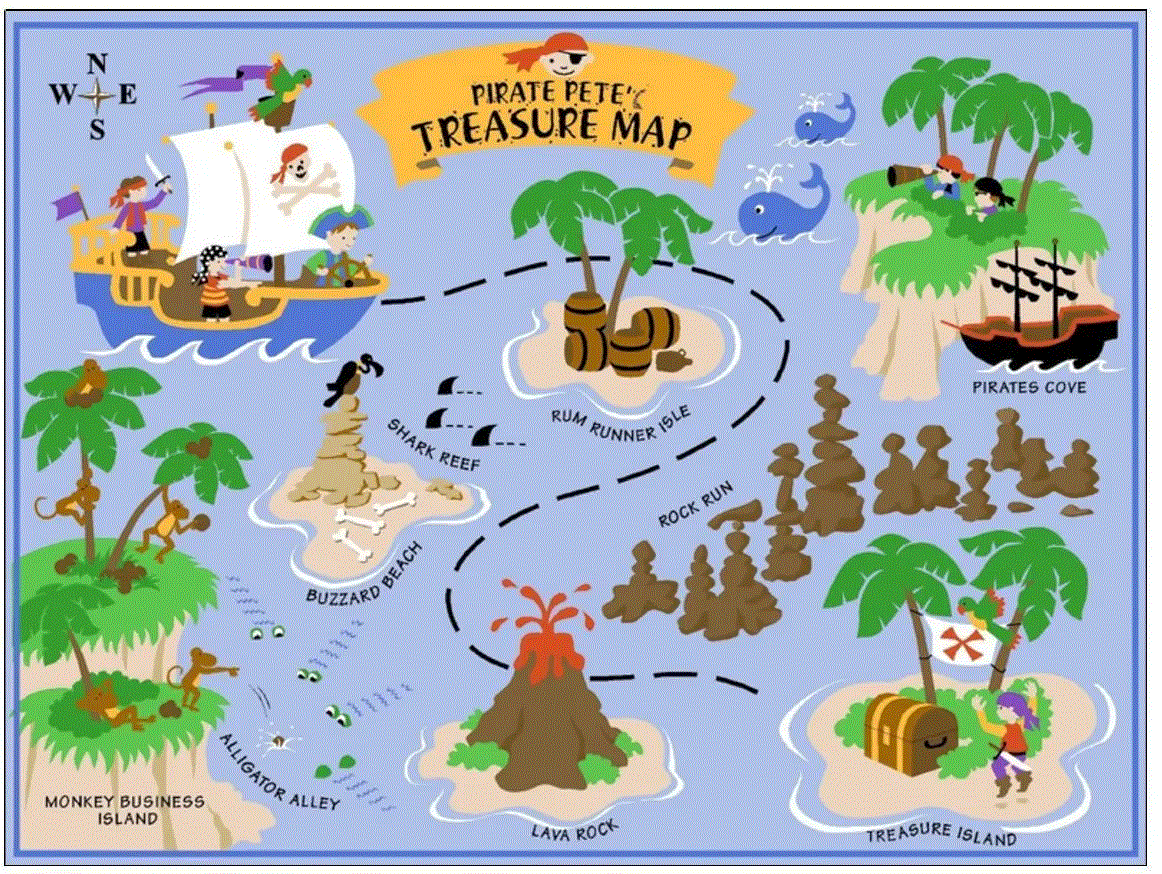 N
W E
S
PIRATE PETE'S
TREASURE MAP
PIRATES COVE
RUM RUNNER ISLE
SHARK REEF
ROCK RUN
BUZZARD BEACH
ALLIGATOR ALLEY
MONKEY BUSINESS
ISLAND
LAVA ROCK
TREASURE ISLAND